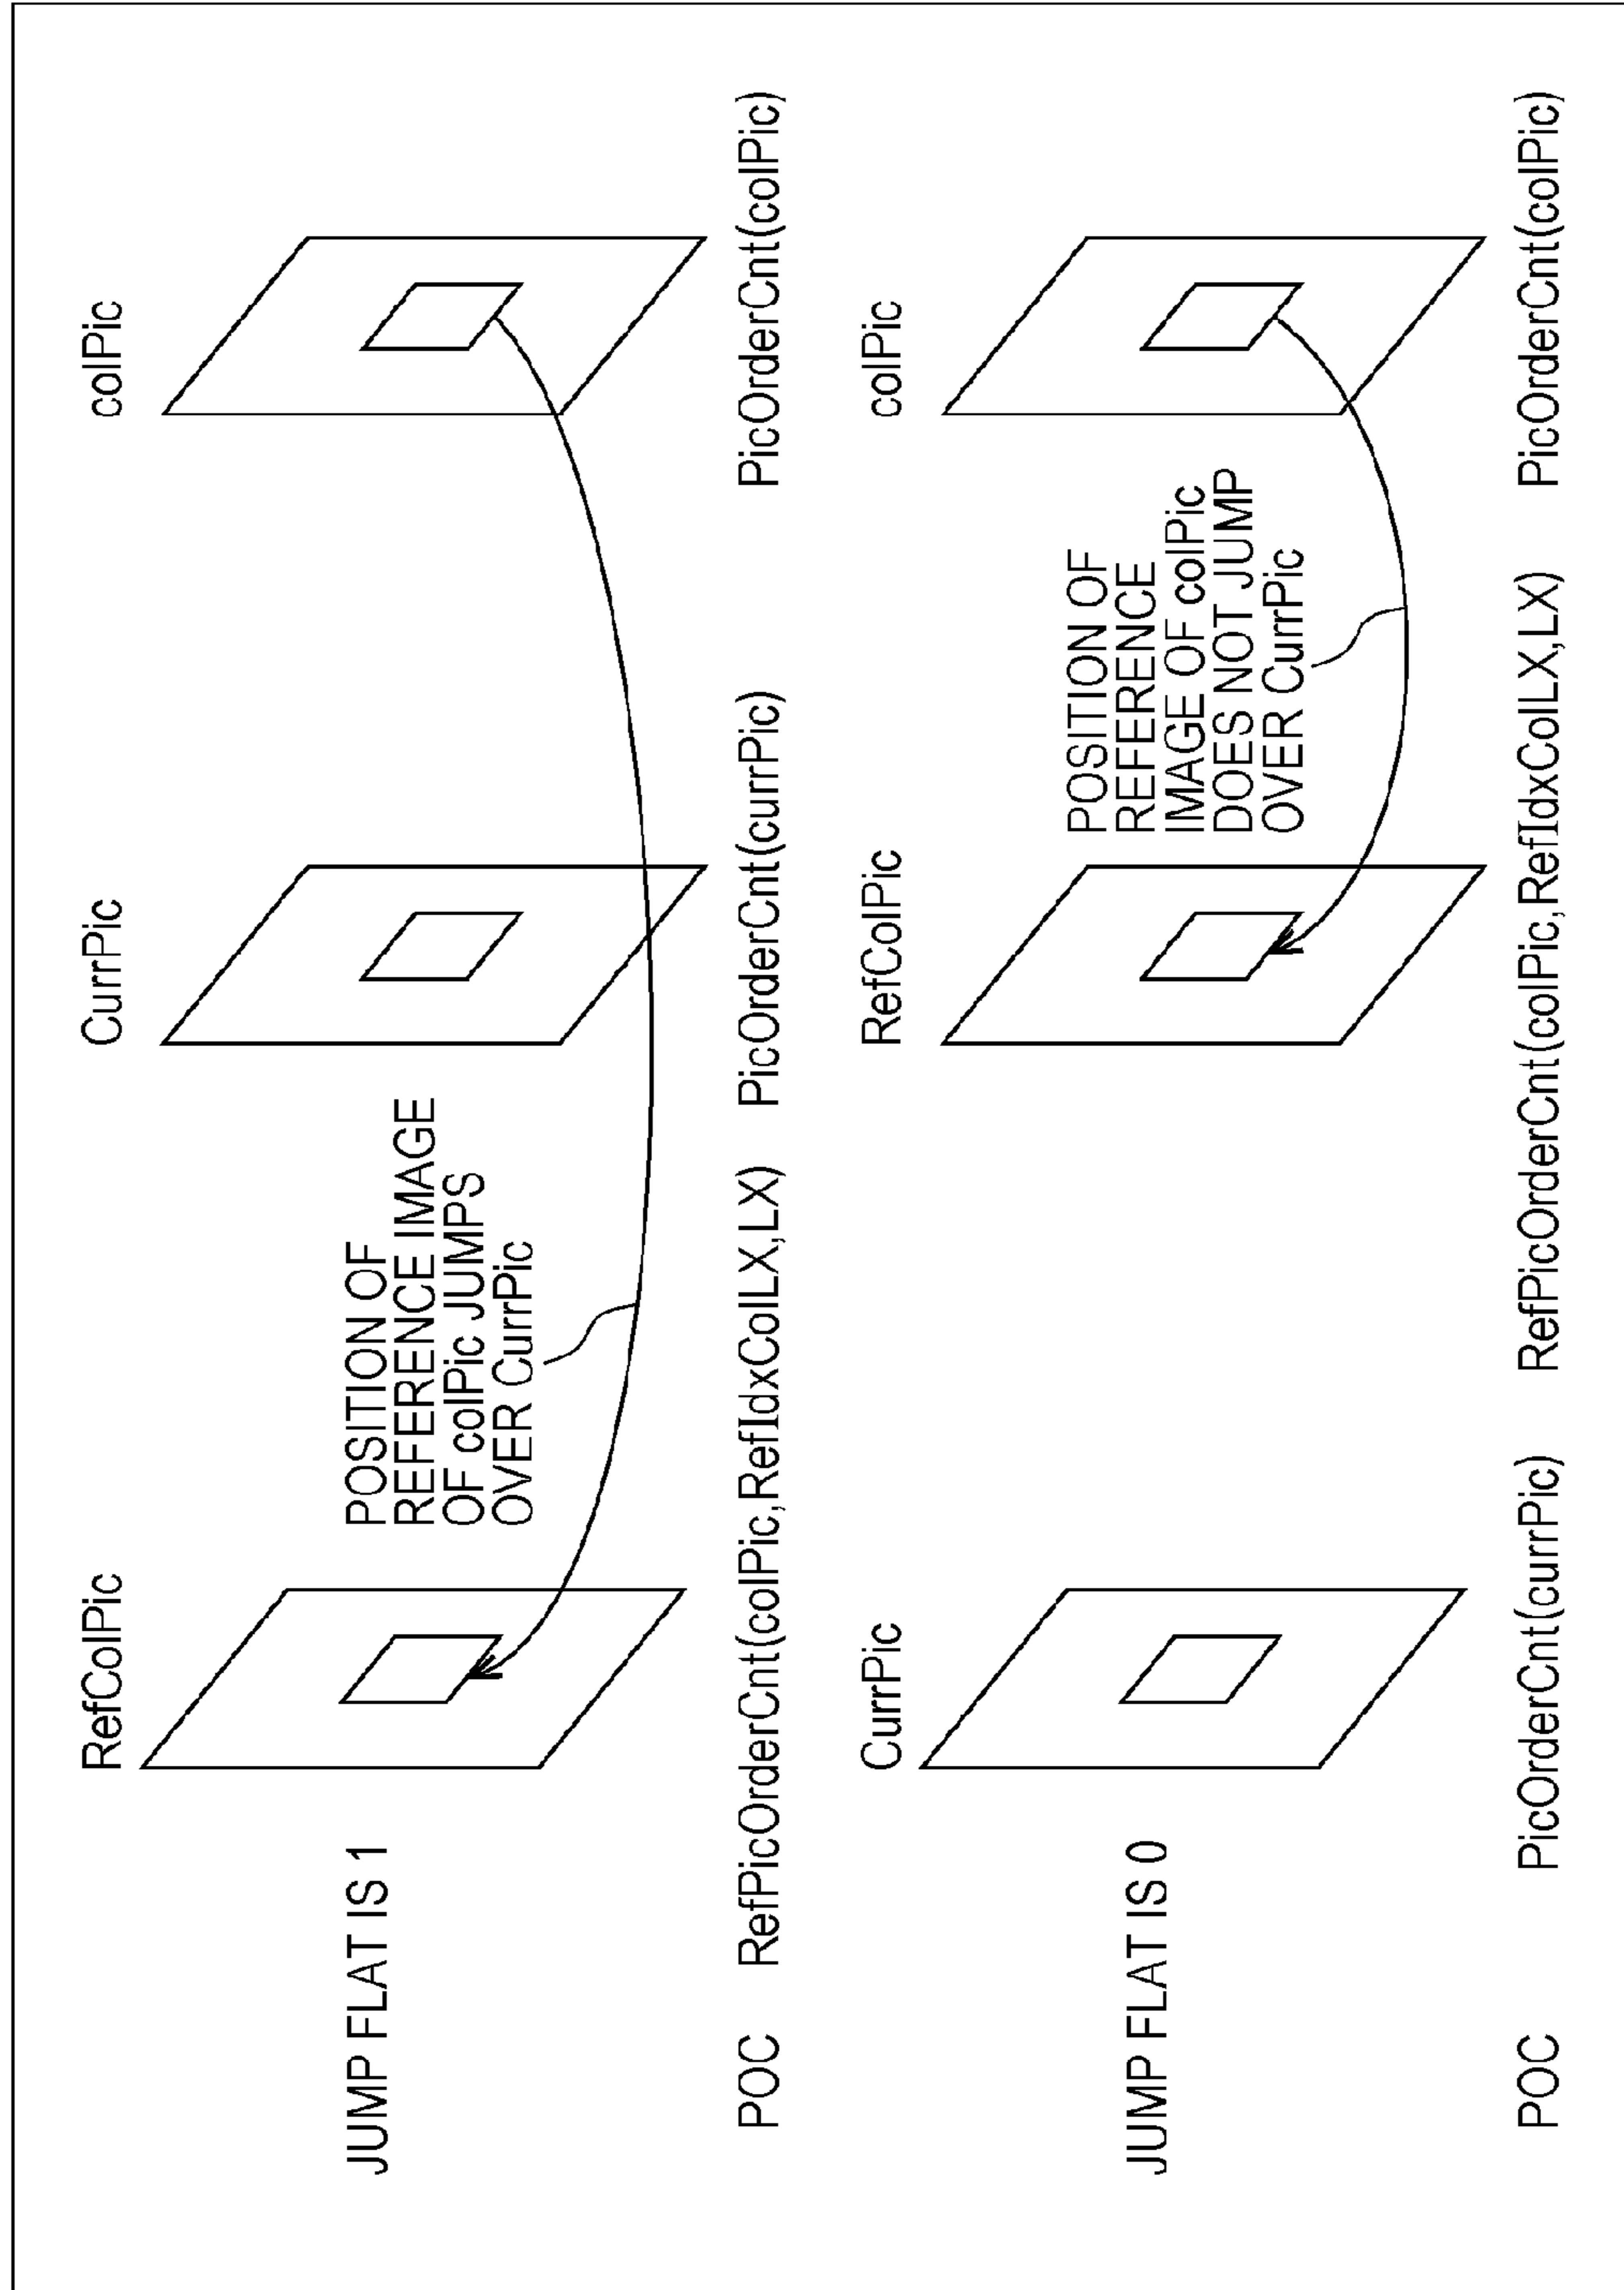 RefColPic
CurrPic
colPic
JUMP FLAT IS 1
POSITION OF
REFERENCE IMAGE
OF colPic JUMPS
OVER CurrPic
POC
RefPicOrderCnt(colPic,RefIdxColLX,LX)
PicOrderCnt(currPic)
PicOrderCnt(colPic)
CurrPic
RefColPic
colPic
JUMP FLAT IS 0
POSITION OF
REFERENCE
IMAGE OF colPic
DOES NOT JUMP
OVER CurrPic
POC
PicOrderCnt(currPic)
RefPicOrderCnt(colPic,RefIdxColLX,LX)
PicOrderCnt(colPic)